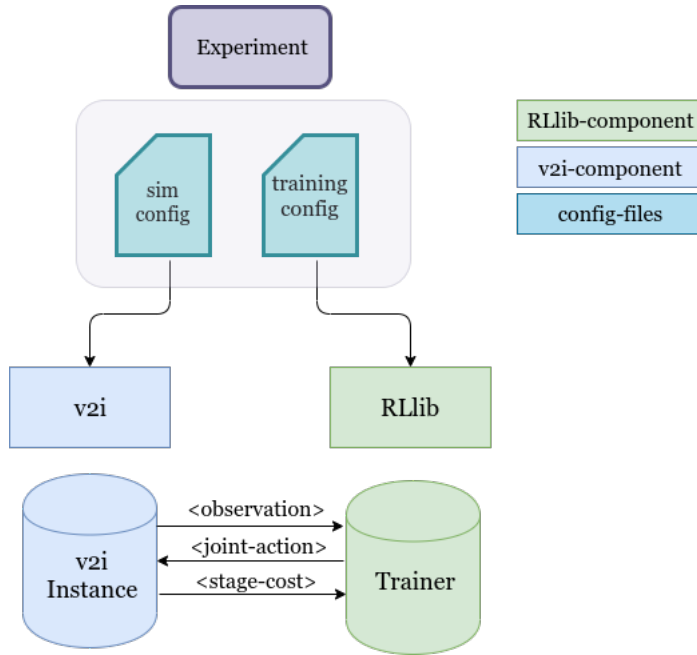 Experiment
sim
config
training
config
RLlib-component
v2i-component
config-files
v2i
RLlib
<observation>
<joint-action>
<stage-cost>
v2i
Instance
Trainer